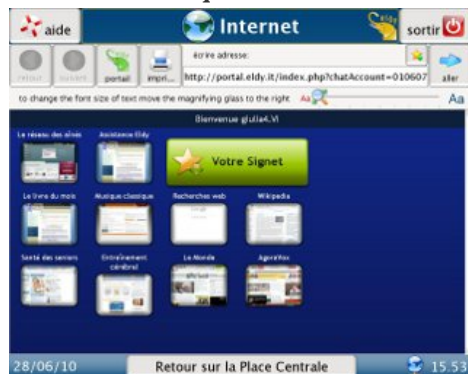 aide
Internet
sortir
écrire adresse:
retour
suivant
portail
impri...
http://portal.eldy.it/index.php?chatAccount=010607
aller
to change the font size of text move the magnifying glass to the right
Aa
Aa
Bienvenue giulia4.VI
Le réseau des aînés
Assistance Eldy
Votre Signet
Le livre du mois
Musique classique
Recherches web
Wikipedia
Santé des seniors
Entraînement
cérébral
Le Monde
AgoraVox
28/06/10
Retour sur la Place Centrale
15.53